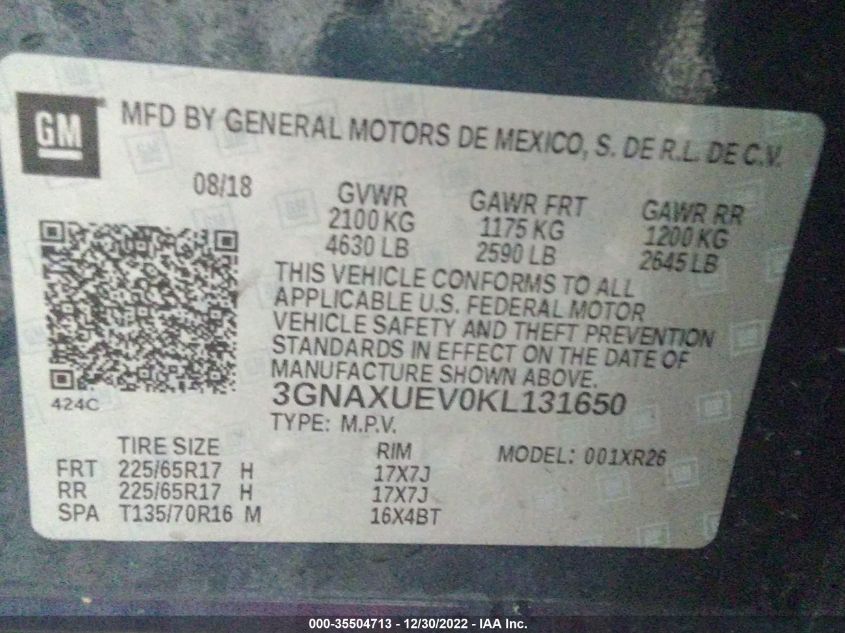 GM MFD BY GENERAL MOTORS DE MEXICO, S. DE R.L. DE C.V.
08/18 GVWR GAWR FRT GAWR RR
2100 KG 1175 KG 1200 KG
4630 LB 2590 LB 2645 LB
THIS VEHICLE CONFORMS TO ALL
APPLICABLE U.S. FEDERAL MOTOR
VEHICLE SAFETY AND THEFT PREVENTION
STANDARDS IN EFFECT ON THE DATE OF
MANUFACTURE SHOWN ABOVE.
424C 3GNAXUEV0KL131650
TYPE: M.P.V.
TIRE SIZE RIM MODEL: 001XR26
FRT 225/65R17 H 17X7J
RR 225/65R17 H 17X7J
SPA T135/70R16 M 16X4BT
000-35504713 - 12/30/2022 - IAA Inc.